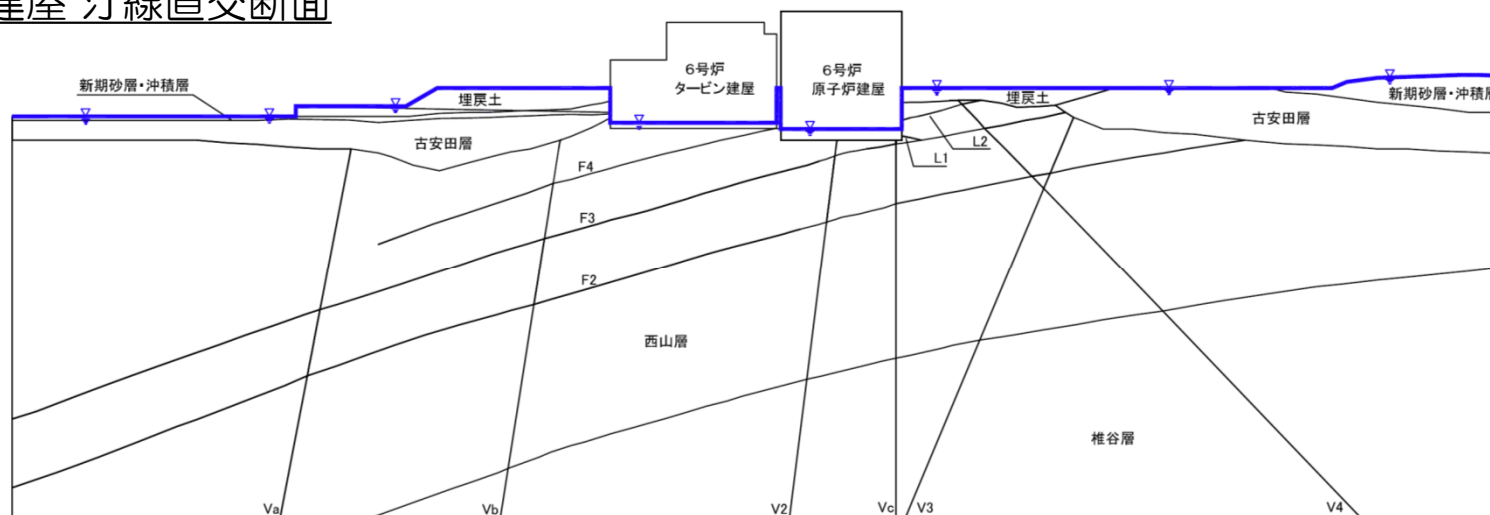 建屋 汀線直交断面
新期砂層・沖積層
埋戻土
古安田層
6号炉
タービン建屋
6号炉
原子炉建屋
埋戻土
新期砂層・沖積層
古安田層
L2
L1
F4
F3
F2
西山層
椎谷層
Va
Vb
V2
Vc
V3
V4